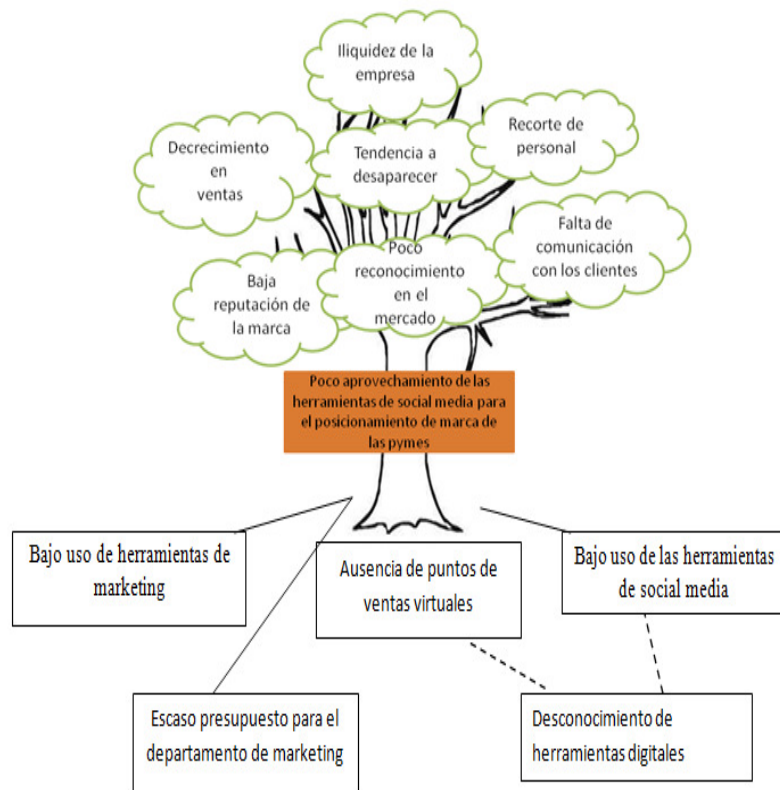 Iliquidez de la
empresa
Decrecimiento
en
ventas
Tendencia a
desaparecer
Recorte de
personal
Baja
reputación de
la marca
Poco
reconocimiento
en el
mercado
Falta de
comunicación
con los clientes
Poco aprovechamiento de las
herramientas de social media para
el posicionamiento de marca de
las pymes
Bajo uso de herramientas de
marketing
Ausencia de puntos de
ventas virtuales
Bajo uso de las herramientas
de social media
Escaso presupuesto para el
departamento de marketing
Desconocimiento de
herramientas digitales